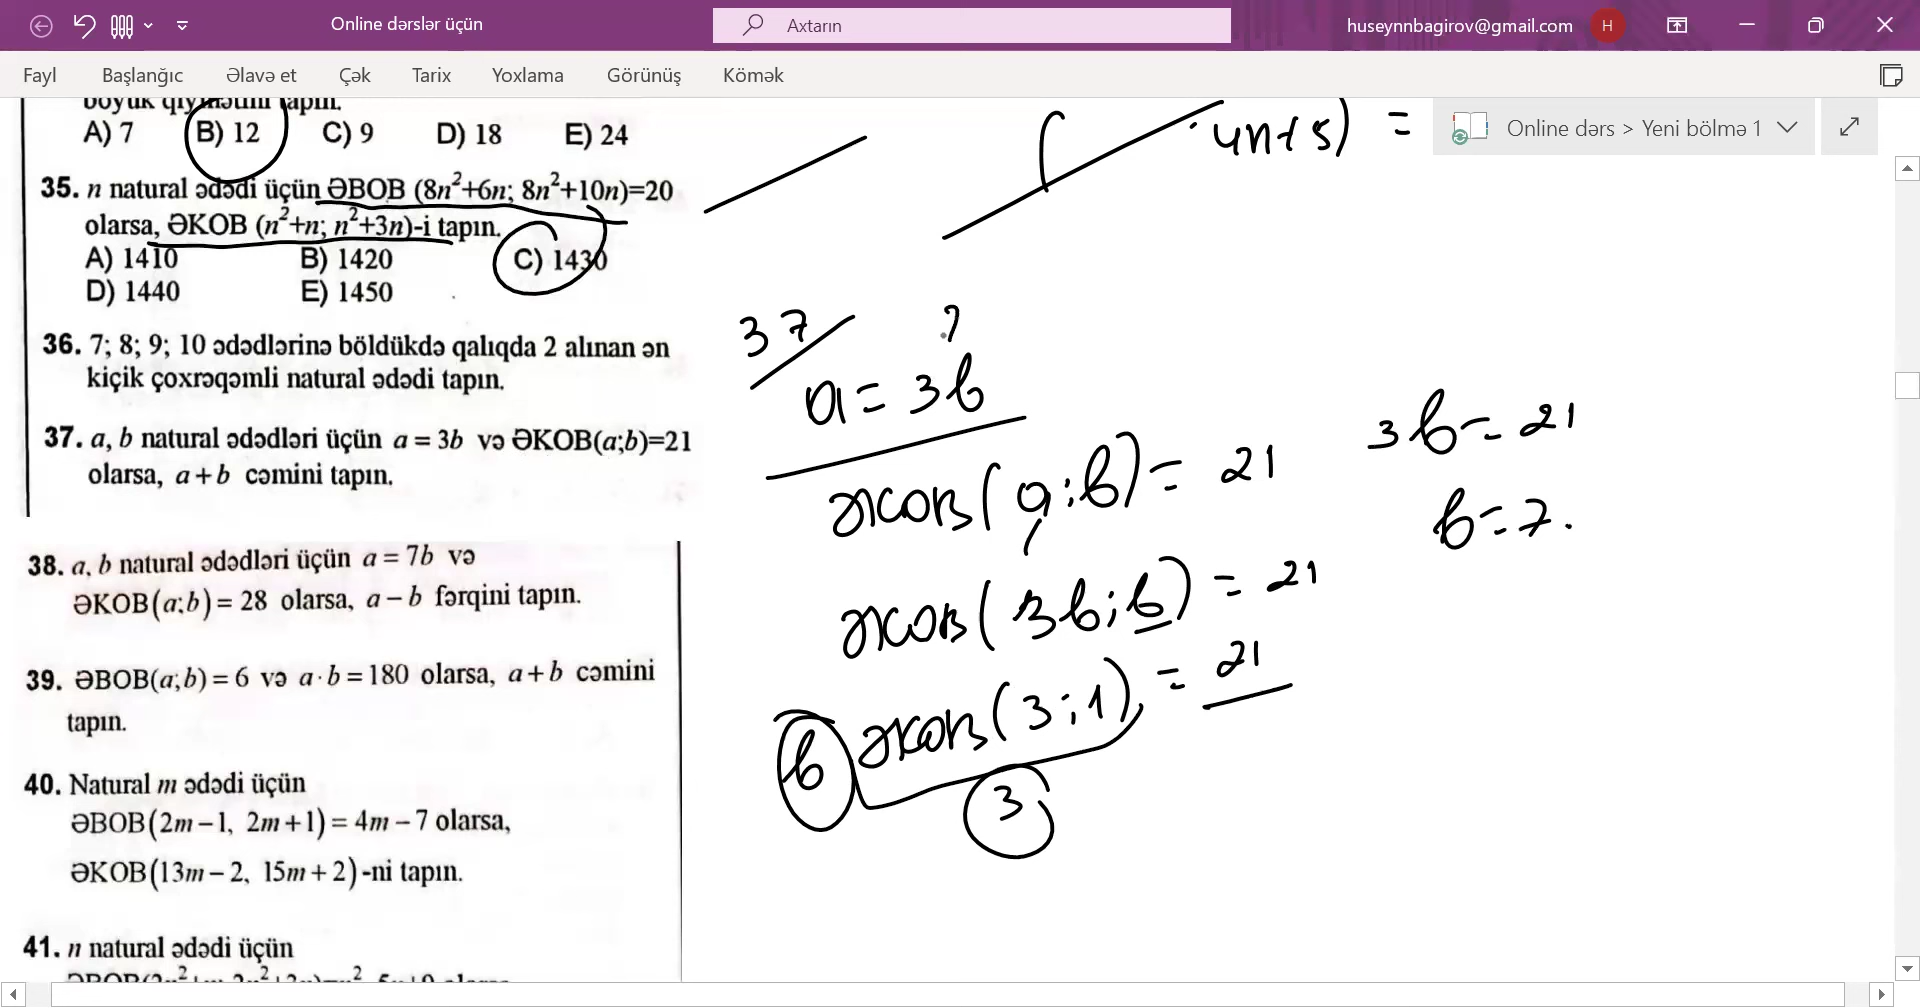 Online dərslər üçün
Axtarın
huseynnbagirov@gmail.com
H
Fayl Başlanğıc Əlavə et Çək Tarix Yoxlama Görünüş Kömək
Online dərs > Yeni bölmə 1
böyük qiymətini tapın.
A) 7 B) 12 C) 9 D) 18 E) 24
35. n natural ədədi üçün ƏBOB (8n²+6n; 8n²+10n)=20
olarsa, ƏKOB (n²+n; n²+3n)-i tapın.
A) 1410 B) 1420 C) 1430
D) 1440 E) 1450
36. 7; 8; 9; 10 ədədlərinə böldükdə qalıqda 2 alınan ən
kiçik çoxrəqəmli natural ədədi tapın.
37. a, b natural ədədləri üçün a = 3b və ƏKOB(a;b)=21
olarsa, a+b cəmini tapın.
38. a, b natural ədədləri üçün a = 7b və
ƏKOB(a;b) = 28 olarsa, a − b fərqini tapın.
39. ƏBOB(a;b) = 6 və a·b = 180 olarsa, a+b cəmini
tapın.
40. Natural m ədədi üçün
ƏBOB(2m−1, 2m+1) = 4m−7 olarsa,
ƏKOB(13m−2, 15m+2)-ni tapın.
41. n natural ədədi üçün
4n+5) =
37 ?
a = 3b
əkob(a;b) = 21
əkob(3b;b) = 21
b əkob(3;1) = 21
3
3b = 21
b = 7.